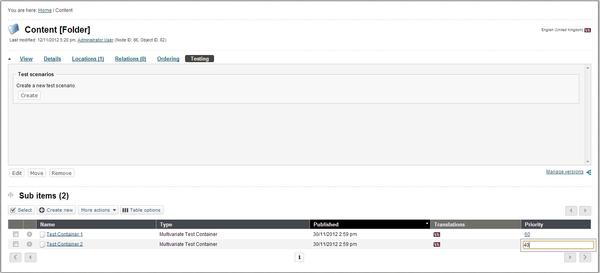 You are here: Home / Content
Content [Folder]
English (United Kingdom)
Last modified: 12/11/2012 5:20 pm, Administrator User (Node ID: 86, Object ID: 82)
View Details Locations (1) Relations (0) Ordering Testing
Test scenarios
Create a new test scenario.
Create
Edit Move Remove Manage versions
Sub items (2)
Select Create new More actions Table options
Name Type Published Translations Priority
Test Container 1 Multivariate Test Container 30/11/2012 2:59 pm 50
Test Container 2 Multivariate Test Container 30/11/2012 2:59 pm 40
1